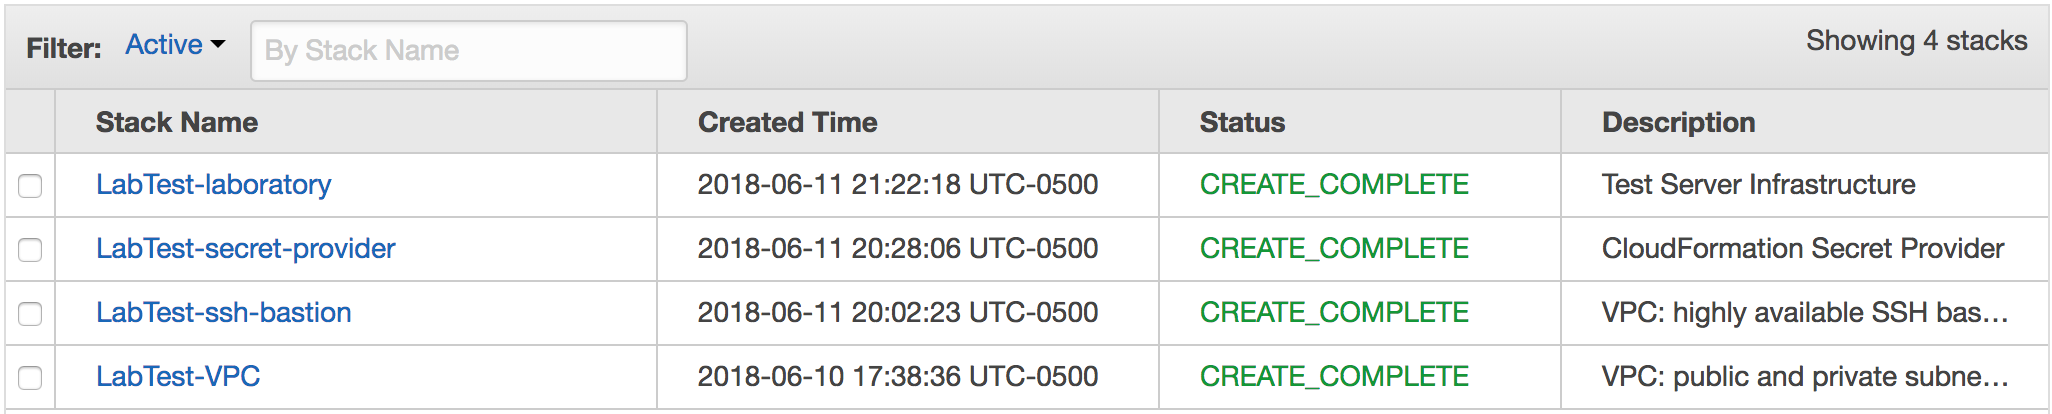 Filter: Active By Stack Name Showing 4 stacks
Stack Name Created Time Status Description
LabTest-laboratory 2018-06-11 21:22:18 UTC-0500 CREATE_COMPLETE Test Server Infrastructure
LabTest-secret-provider 2018-06-11 20:28:06 UTC-0500 CREATE_COMPLETE CloudFormation Secret Provider
LabTest-ssh-bastion 2018-06-11 20:02:23 UTC-0500 CREATE_COMPLETE VPC: highly available SSH bas…
LabTest-VPC 2018-06-10 17:38:36 UTC-0500 CREATE_COMPLETE VPC: public and private subne…